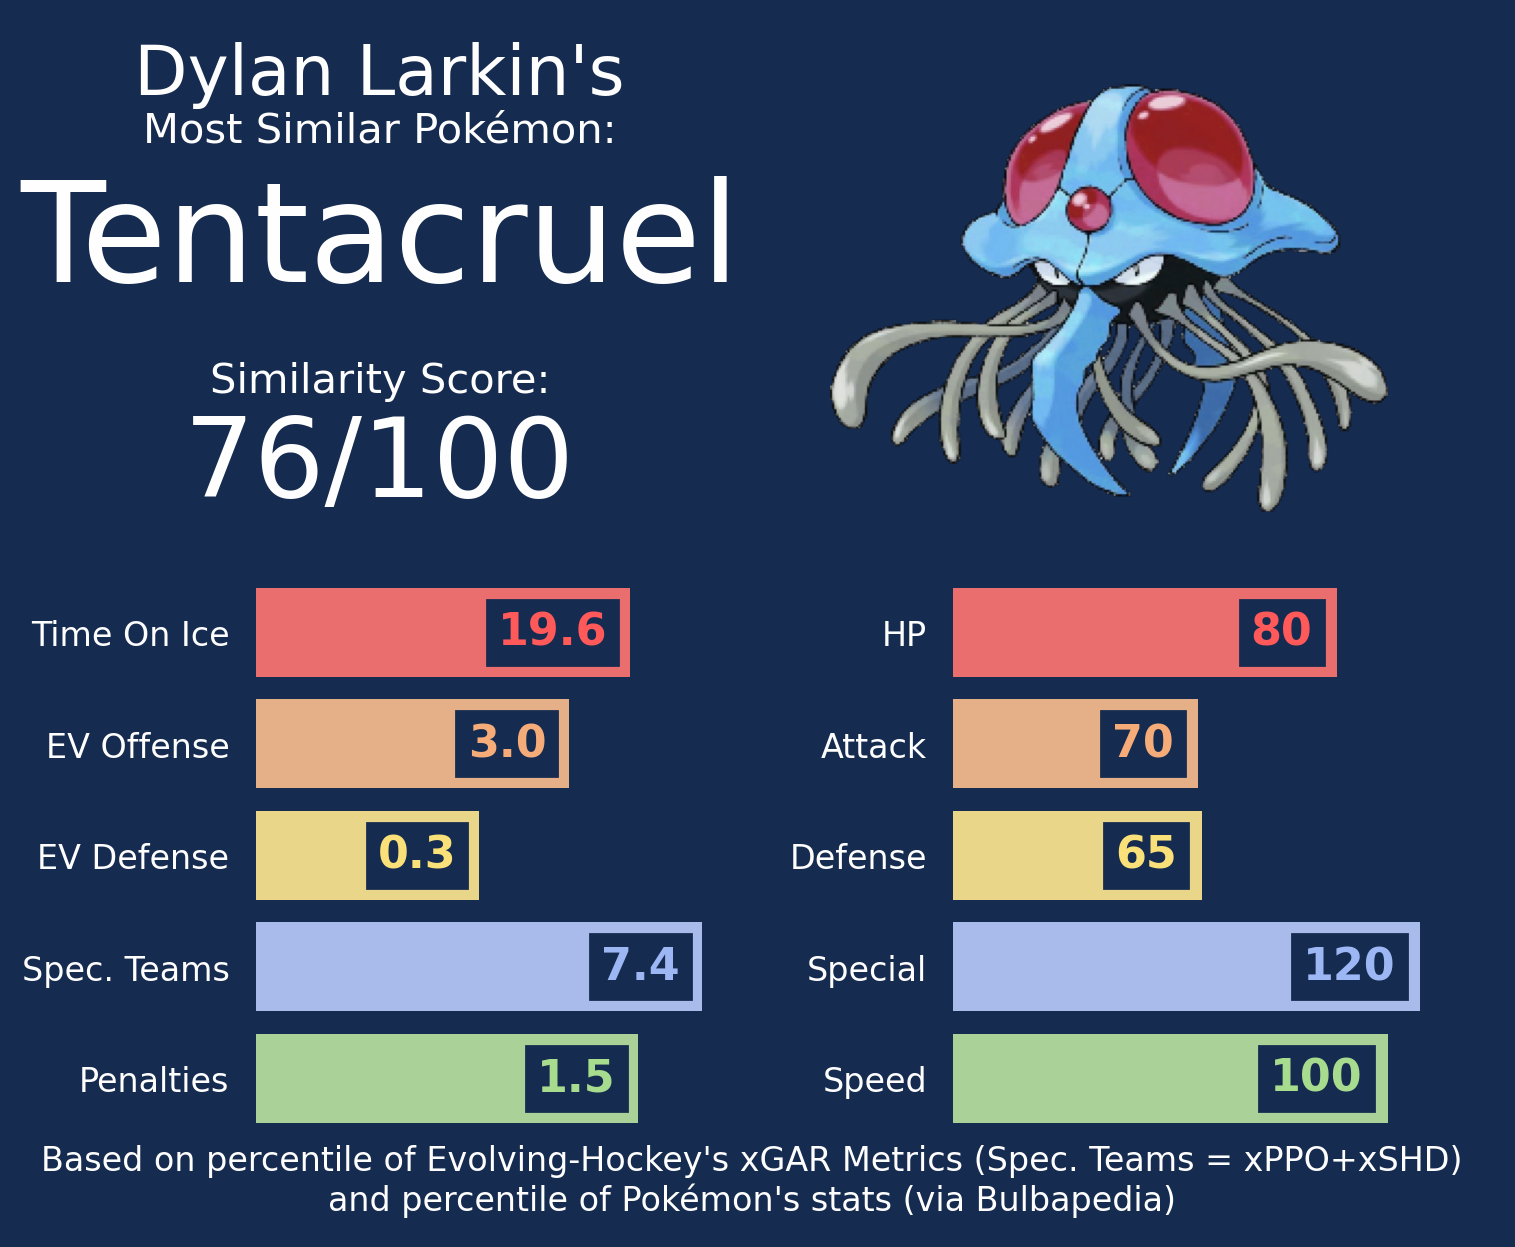 Dylan Larkin's
Most Similar Pokémon:
Tentacruel
Similarity Score:
76/100
Time On Ice 19.6
EV Offense 3.0
EV Defense 0.3
Spec. Teams 7.4
Penalties 1.5
HP 80
Attack 70
Defense 65
Special 120
Speed 100
Based on percentile of Evolving-Hockey's xGAR Metrics (Spec. Teams = xPPO+xSHD)
and percentile of Pokémon's stats (via Bulbapedia)